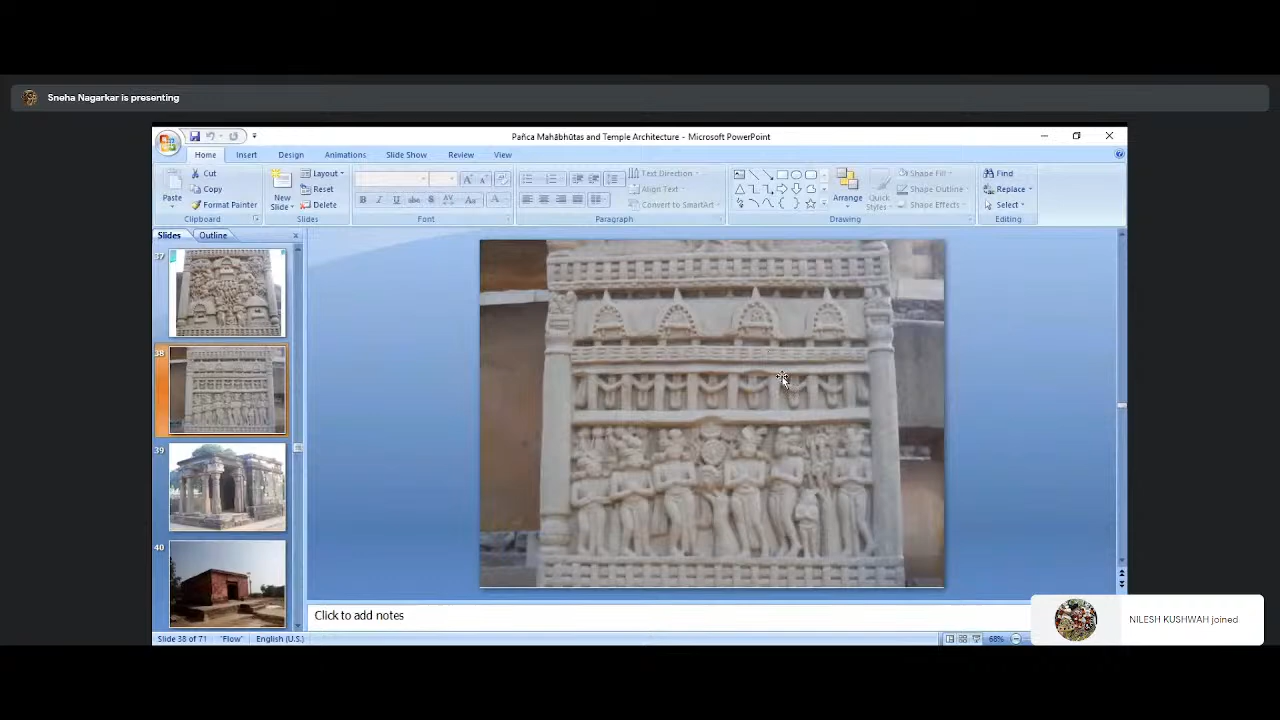 Sneha Nagarkar is presenting
Pañca Mahābhūtas and Temple Architecture - Microsoft PowerPoint
Home Insert Design Animations Slide Show Review View
Paste
Cut
Copy
Format Painter
Clipboard
New Slide
Layout
Reset
Delete
Slides
B I U abc S AV Aa A
Font
Text Direction
Align Text
Convert to SmartArt
Paragraph
Arrange
Quick Styles
Shape Fill
Shape Outline
Shape Effects
Drawing
Find
Replace
Select
Editing
Slides Outline
37
38
39
40
Click to add notes
NILESH KUSHWAH joined
Slide 38 of 71 "Flow" English (U.S.) 68%